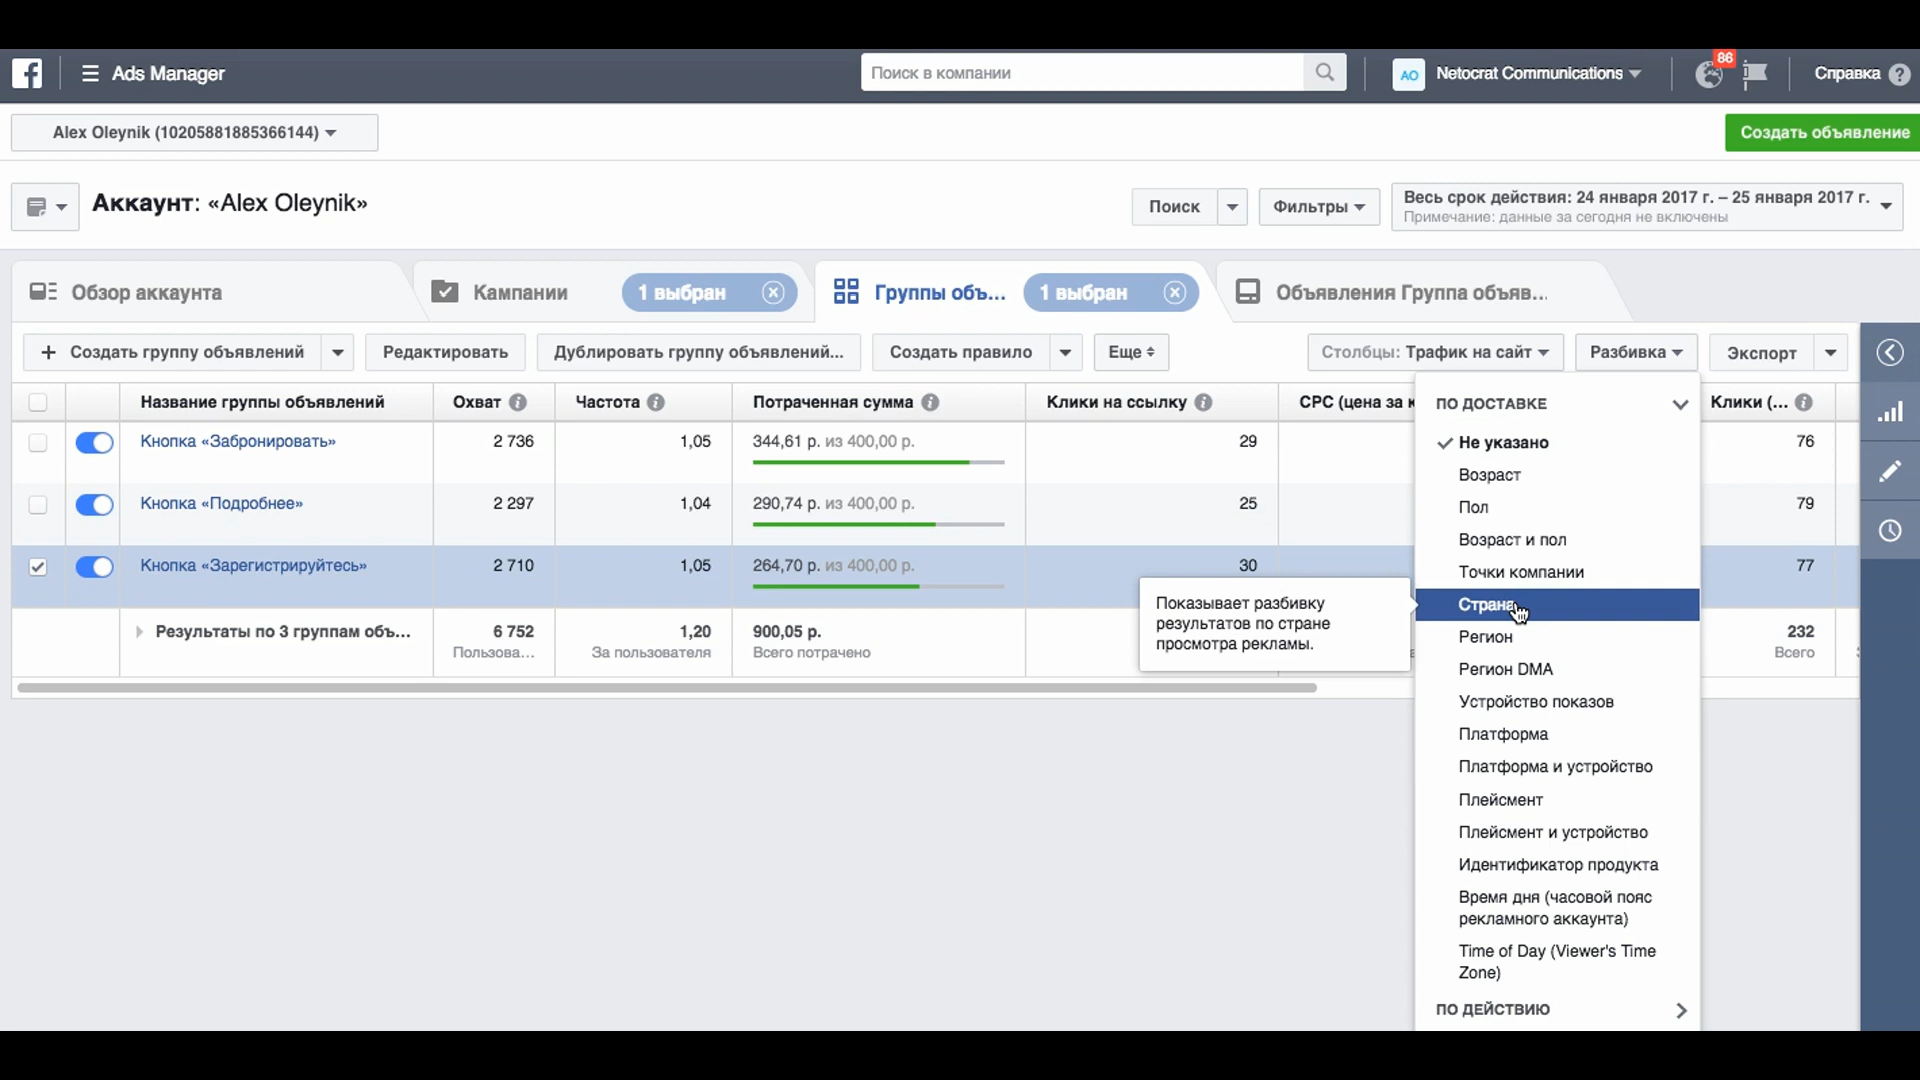 Ads Manager
Поиск в компании
AO
Netocrat Communications
86
Справка
Alex Oleynik (10205881885366144)
Создать объявление
Аккаунт: «Alex Oleynik»
Поиск
Фильтры
Весь срок действия: 24 января 2017 г. – 25 января 2017 г.
Примечание: данные за сегодня не включены
Обзор аккаунта
Кампании
1 выбран
Группы объ...
1 выбран
Объявления Группа объяв...
+ Создать группу объявлений
Редактировать
Дублировать группу объявлений...
Создать правило
Еще
Столбцы: Трафик на сайт
Разбивка
Экспорт
Название группы объявлений
Охват
Частота
Потраченная сумма
Клики на ссылку
CPC (цена за к
Клики (...
Кнопка «Забронировать»
2 736
1,05
344,61 р. из 400,00 р.
29
76
Кнопка «Подробнее»
2 297
1,04
290,74 р. из 400,00 р.
25
79
Кнопка «Зарегистрируйтесь»
2 710
1,05
264,70 р. из 400,00 р.
30
77
Результаты по 3 группам объ...
6 752
Пользова...
1,20
За пользователя
900,05 р.
Всего потрачено
232
Всего
Показывает разбивку
результатов по стране
просмотра рекламы.
ПО ДОСТАВКЕ
Не указано
Возраст
Пол
Возраст и пол
Точки компании
Страна
Регион
Регион DMA
Устройство показов
Платформа
Платформа и устройство
Плейсмент
Плейсмент и устройство
Идентификатор продукта
Время дня (часовой пояс
рекламного аккаунта)
Time of Day (Viewer's Time
Zone)
ПО ДЕЙСТВИЮ